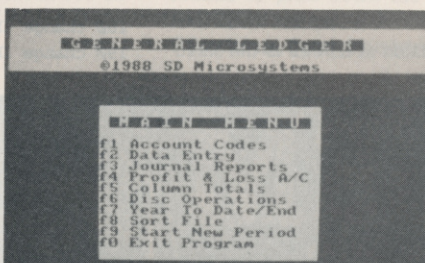 GENERAL LEDGER
©1988 SD Microsystems
MAIN MENU
f1 Account Codes
f2 Data Entry
f3 Journal Reports
f4 Profit & Loss A/C
f5 Column Totals
f6 Disc Operations
f7 Year To Date/End
f8 Sort File
f9 Start New Period
f0 Exit Program